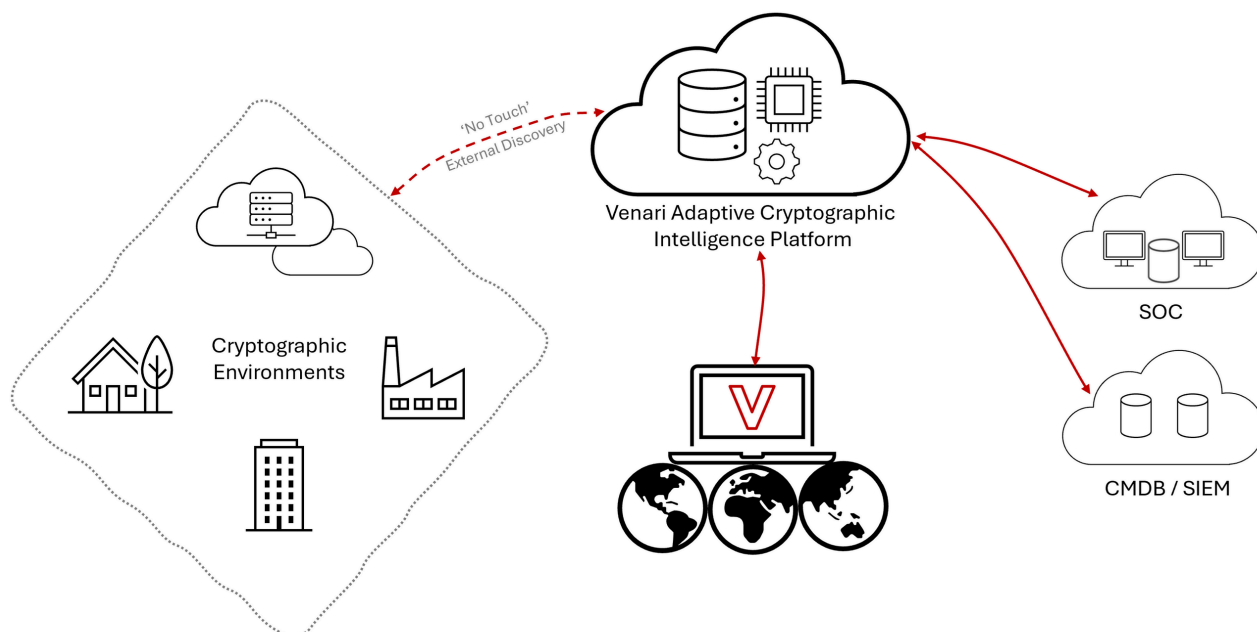 'No Touch'
External Discovery
Venari Adaptive Cryptographic
Intelligence Platform
SOC
Cryptographic
Environments
V
CMDB / SIEM